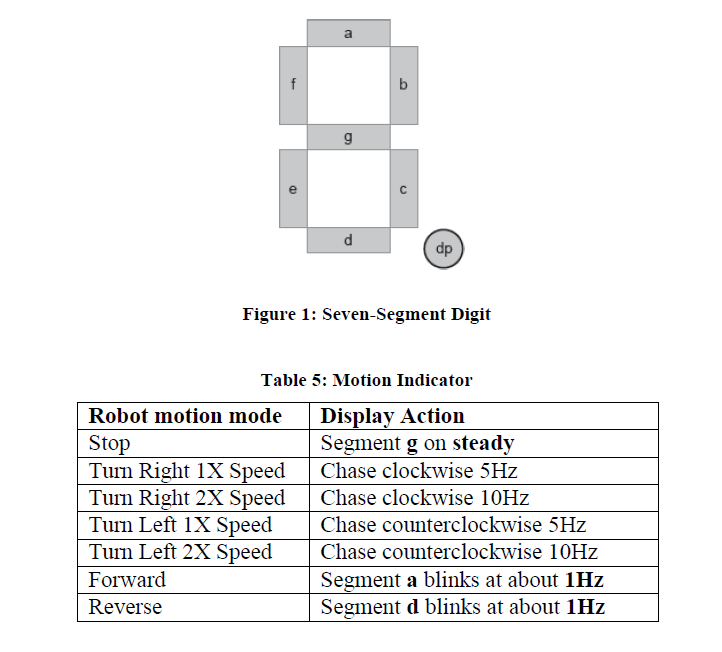 a
f
b
g
e
c
d
dp
Figure 1: Seven-Segment Digit
Table 5: Motion Indicator
Robot motion mode Display Action
Stop Segment g on steady
Turn Right 1X Speed Chase clockwise 5Hz
Turn Right 2X Speed Chase clockwise 10Hz
Turn Left 1X Speed Chase counterclockwise 5Hz
Turn Left 2X Speed Chase counterclockwise 10Hz
Forward Segment a blinks at about 1Hz
Reverse Segment d blinks at about 1Hz